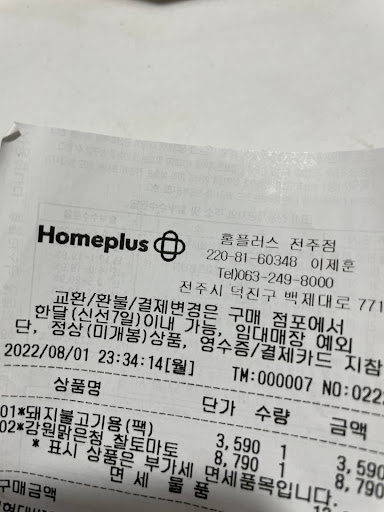 Homeplus
홈플러스 전주점
220-81-60348 이제훈
Tel)063-249-8000
전주시 덕진구 백제대로 771
교환/환불/결제변경은 구매 점포에서
한달(신선7일)이내 가능, 임대매장 예외
단, 정상(미개봉)상품, 영수증/결제카드 지참
2022/08/01 23:34:14[월] TM:000007 NO:022
상품명 단가 수량 금액
01*돼지불고기용(팩) 3,590 1 3,590
02*강원맑은청 찰토마토 8,790 1 8,790
* 표시 상품은 부가세 면세품목입니다.
면 세 물 품
구매금액